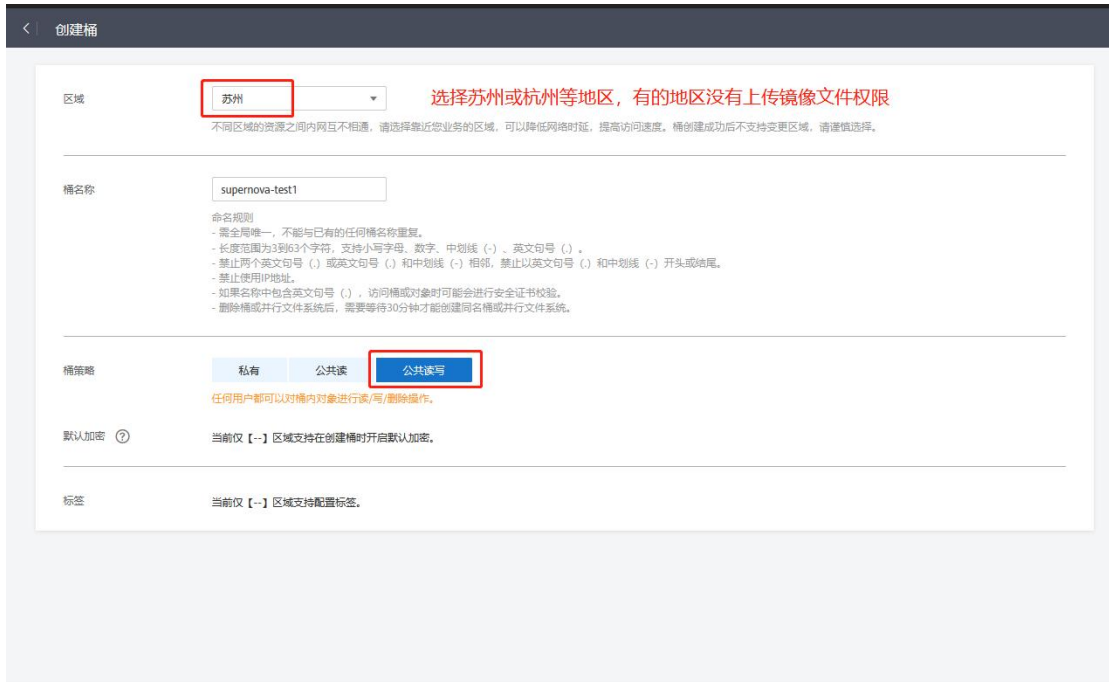 创建桶
区域
苏州
选择苏州或杭州等地区，有的地区没有上传镜像文件权限
不同区域的资源之间内网互不相通，请选择靠近您业务的区域，可以降低网络时延，提高访问速度。桶创建成功后不支持变更区域，请谨慎选择。
桶名称
supernova-test1
命名规则
- 需全局唯一，不能与已有的任何桶名称重复。
- 长度范围为3到63个字符，支持小写字母、数字、中划线（-）、英文句号（.）。
- 禁止两个英文句号（.）或英文句号（.）和中划线（-）相邻，禁止以英文句号（.）和中划线（-）开头或结尾。
- 禁止使用IP地址。
- 如果名称中包含英文句号（.），访问桶或对象时可能会进行安全证书校验。
- 删除桶或并行文件系统后，需要等待30分钟才能创建同名桶或并行文件系统。
桶策略
私有 公共读 公共读写
任何用户都可以对桶内对象进行读/写/删除操作。
默认加密 ?
当前仅【--】区域支持在创建桶时开启默认加密。
标签
当前仅【--】区域支持配置标签。